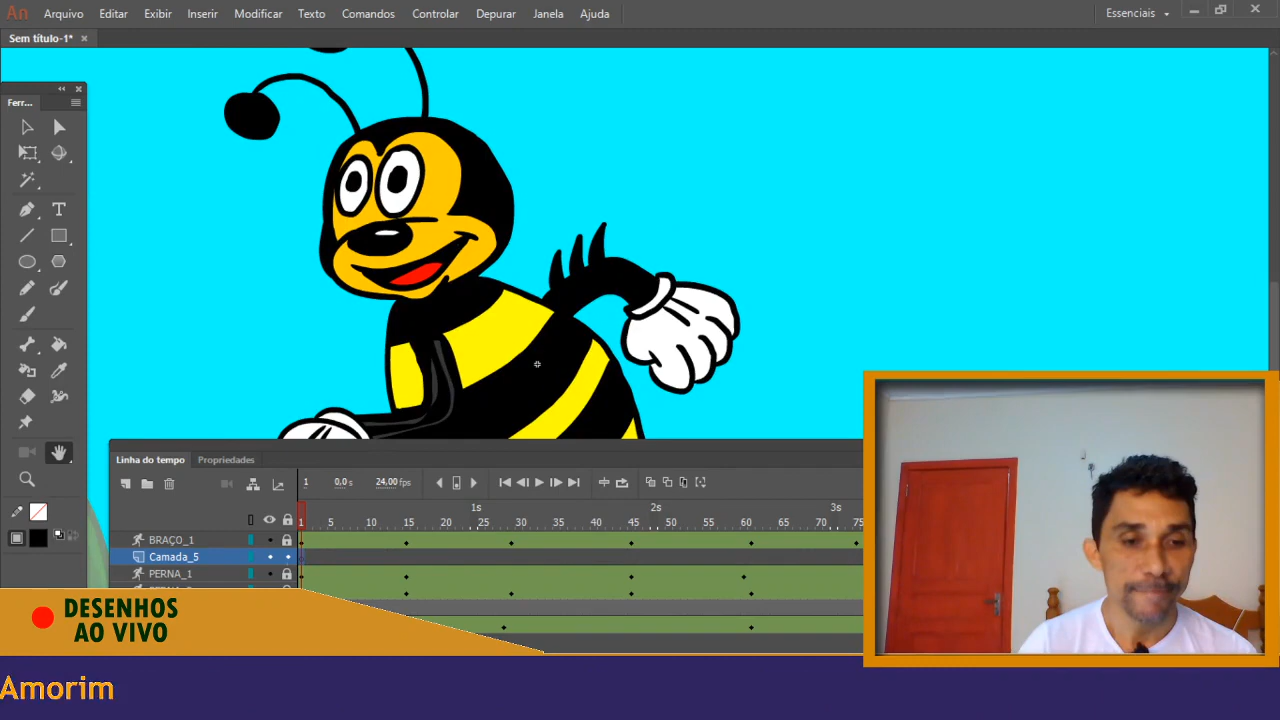 An Arquivo Editar Exibir Inserir Modificar Texto Comandos Controlar Depurar Janela Ajuda Essenciais
Sem título-1* ×
Ferr...
Linha do tempo Propriedades
1 0,0 s 24,00 fps
1s 2s 3s
1 5 10 15 20 25 30 35 40 45 50 55 60 65 70 75
BRAÇO_1
Camada_5
PERNA_1
DESENHOS
AO VIVO
Amorim